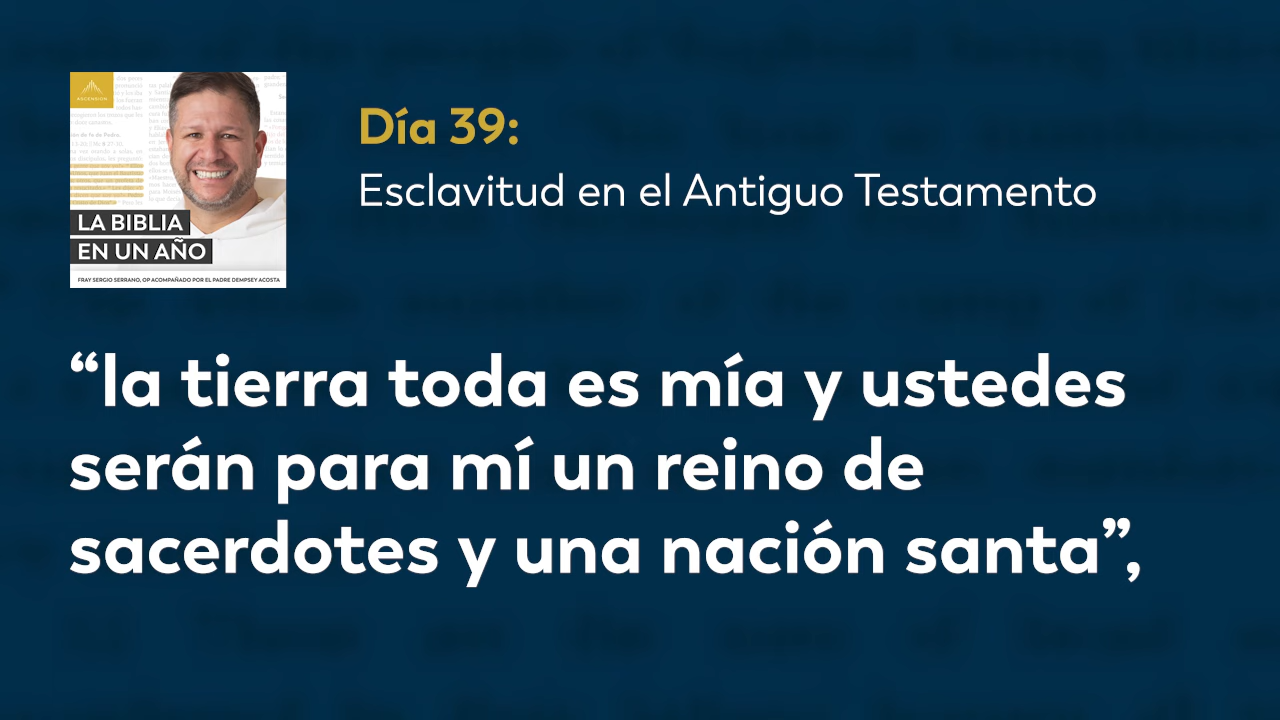 ASCENSION
LA BIBLIA
EN UN AÑO
FRAY SERGIO SERRANO, OP ACOMPAÑADO POR EL PADRE DEMPSEY ACOSTA
Día 39:
Esclavitud en el Antiguo Testamento
“la tierra toda es mía y ustedes
serán para mí un reino de
sacerdotes y una nación santa”,